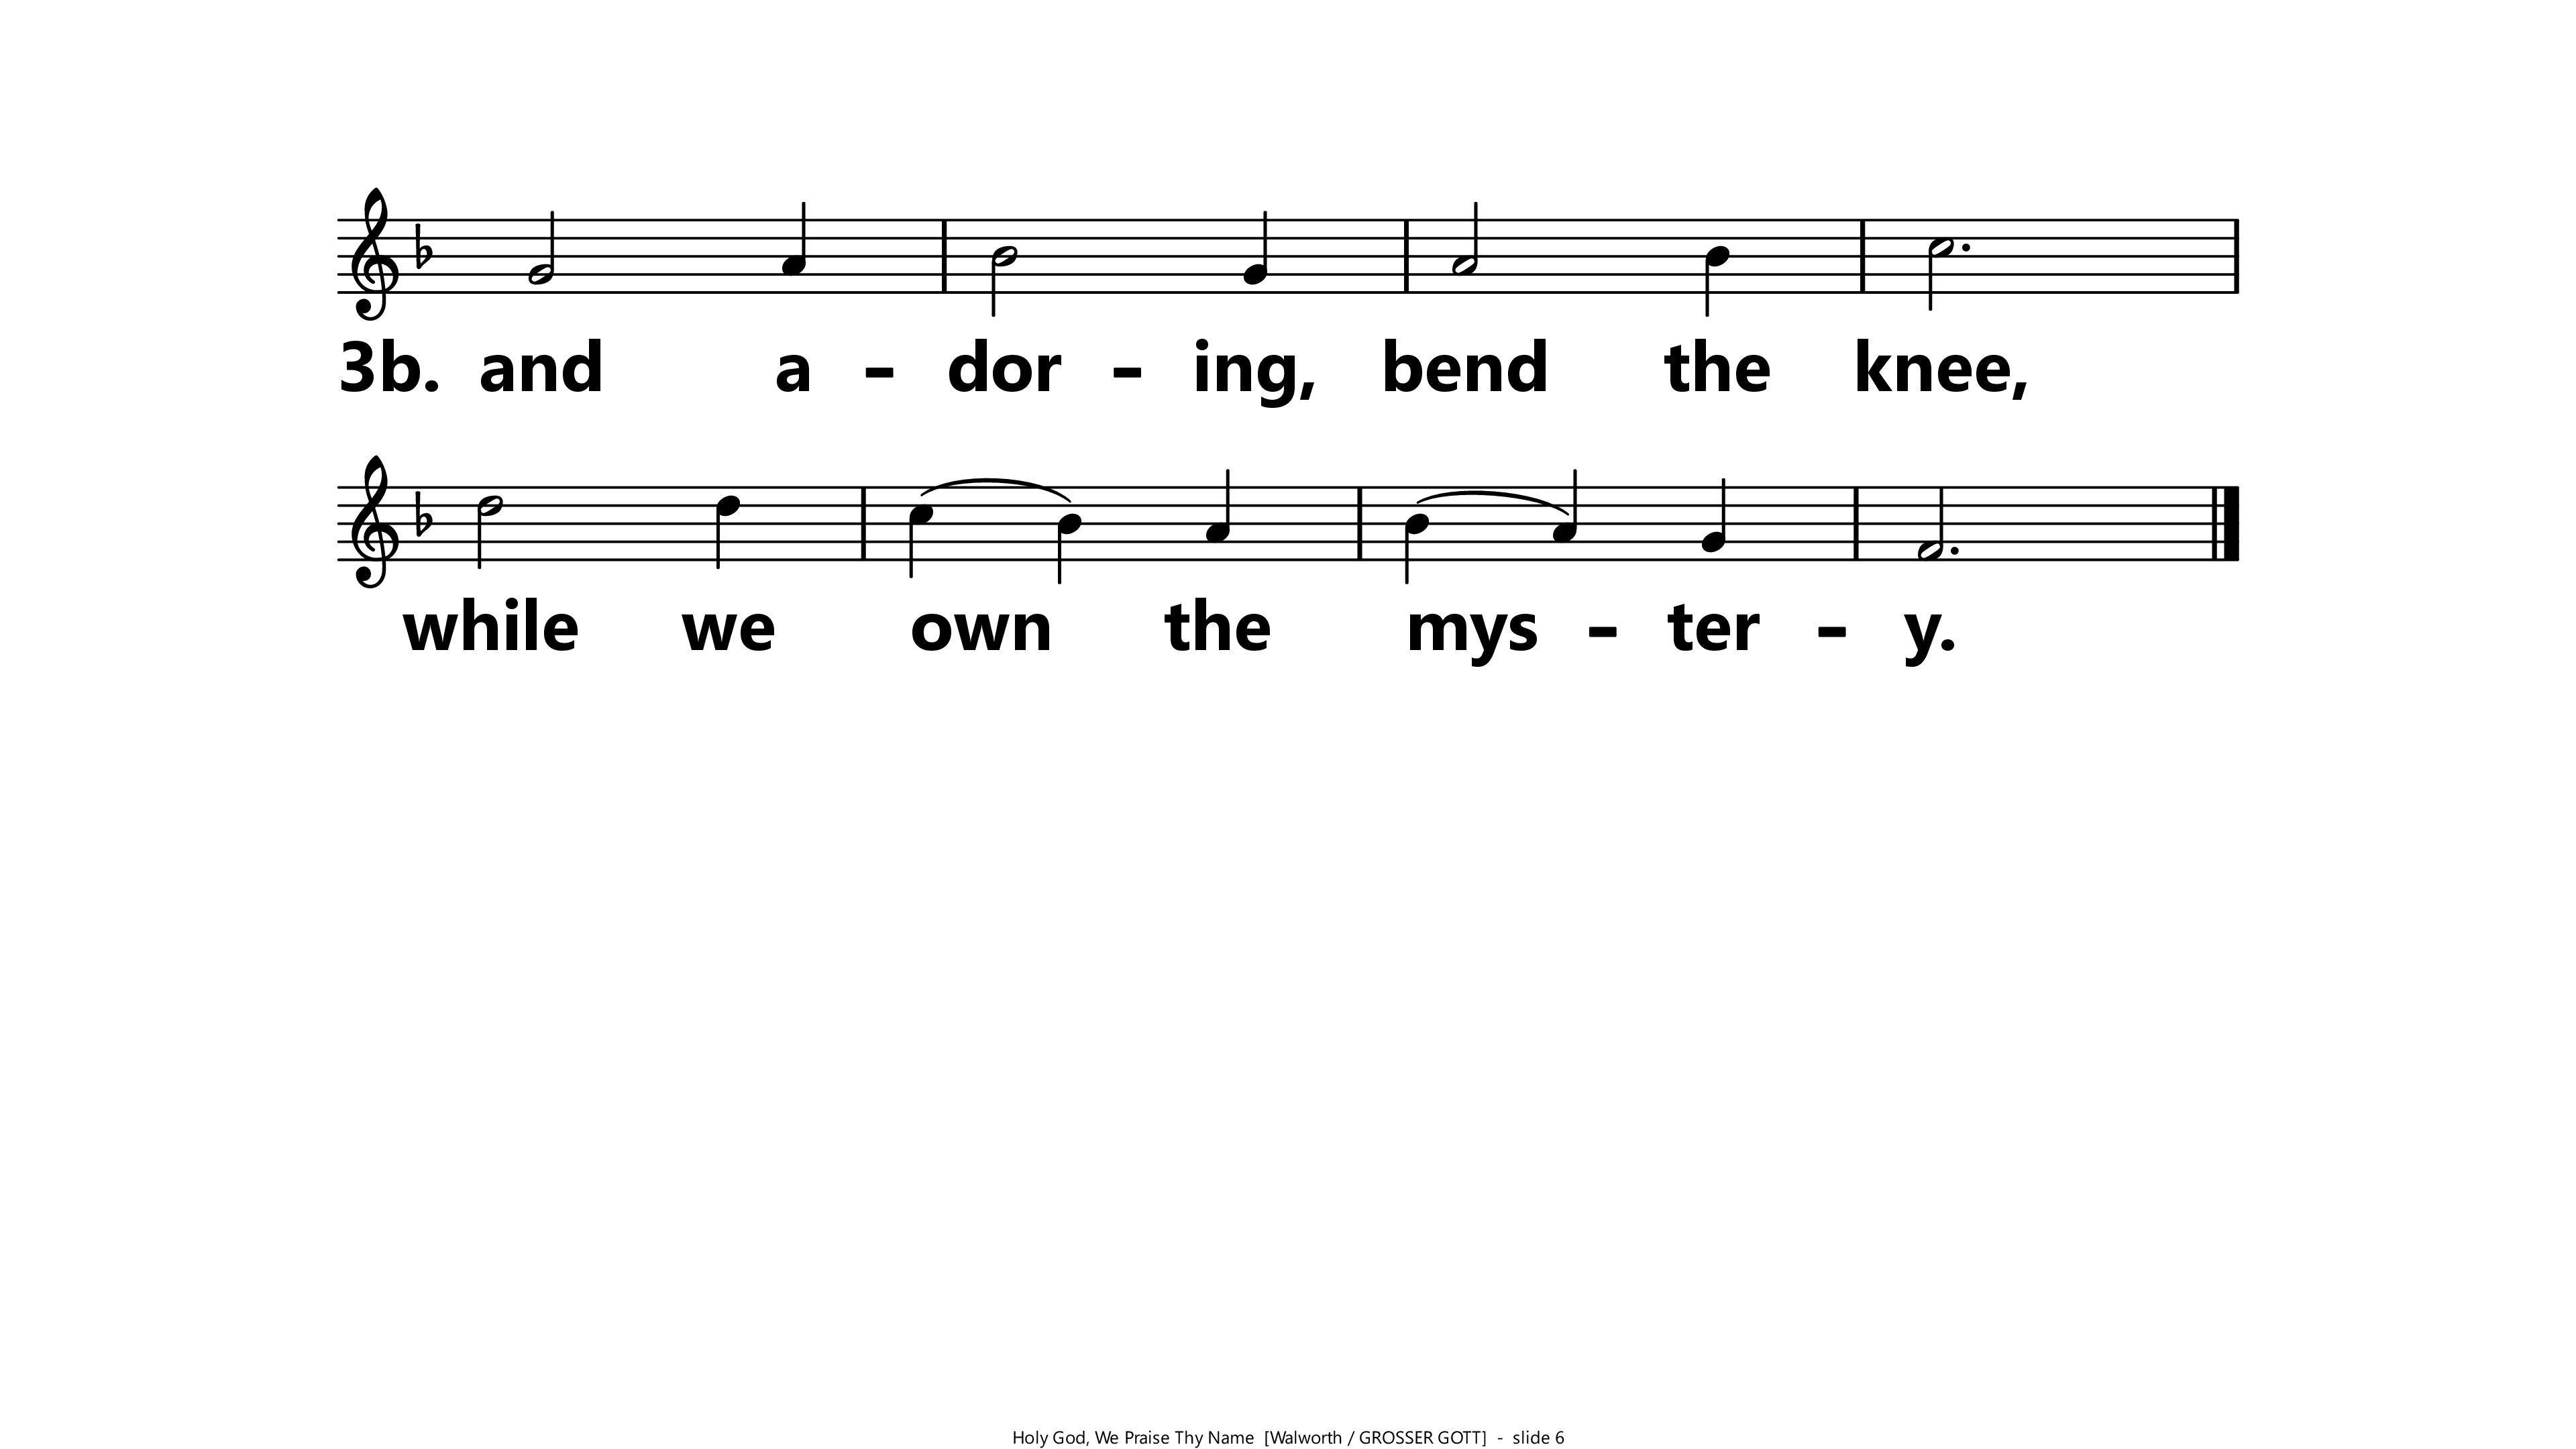 3b. and a - dor - ing, bend the knee,
while we own the mys - ter - y.
Holy God, We Praise Thy Name [Walworth / GROSSER GOTT] - slide 6